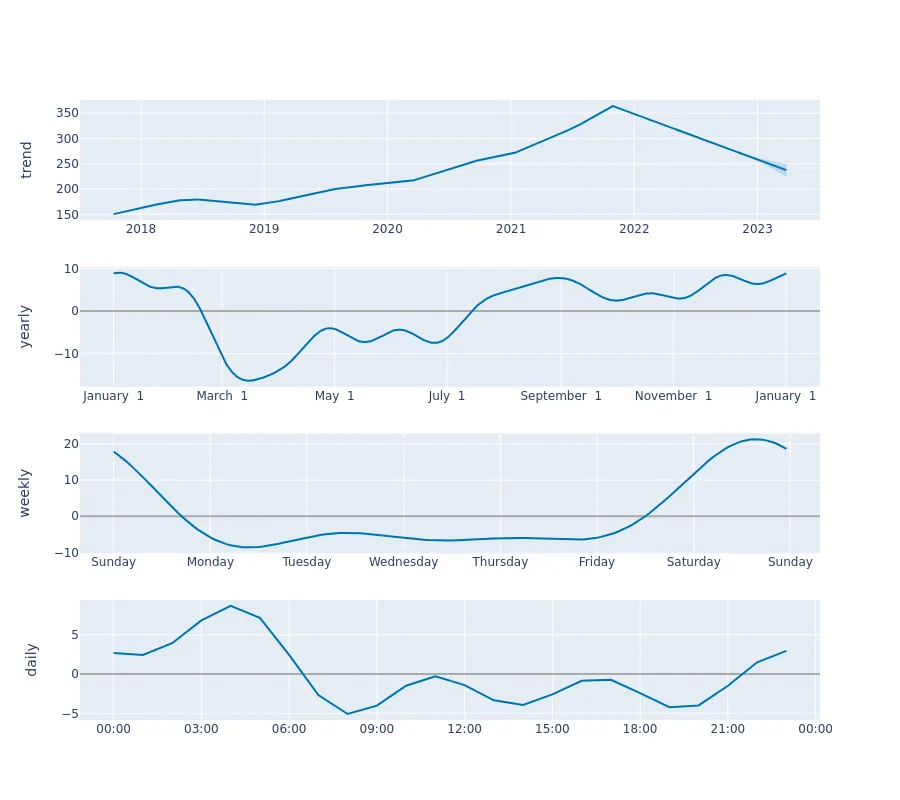 trend
350
300
250
200
150
2018 2019 2020 2021 2022 2023
yearly
10
0
−10
January 1 March 1 May 1 July 1 September 1 November 1 January 1
weekly
20
10
0
−10
Sunday Monday Tuesday Wednesday Thursday Friday Saturday Sunday
daily
5
0
−5
00:00 03:00 06:00 09:00 12:00 15:00 18:00 21:00 00:00